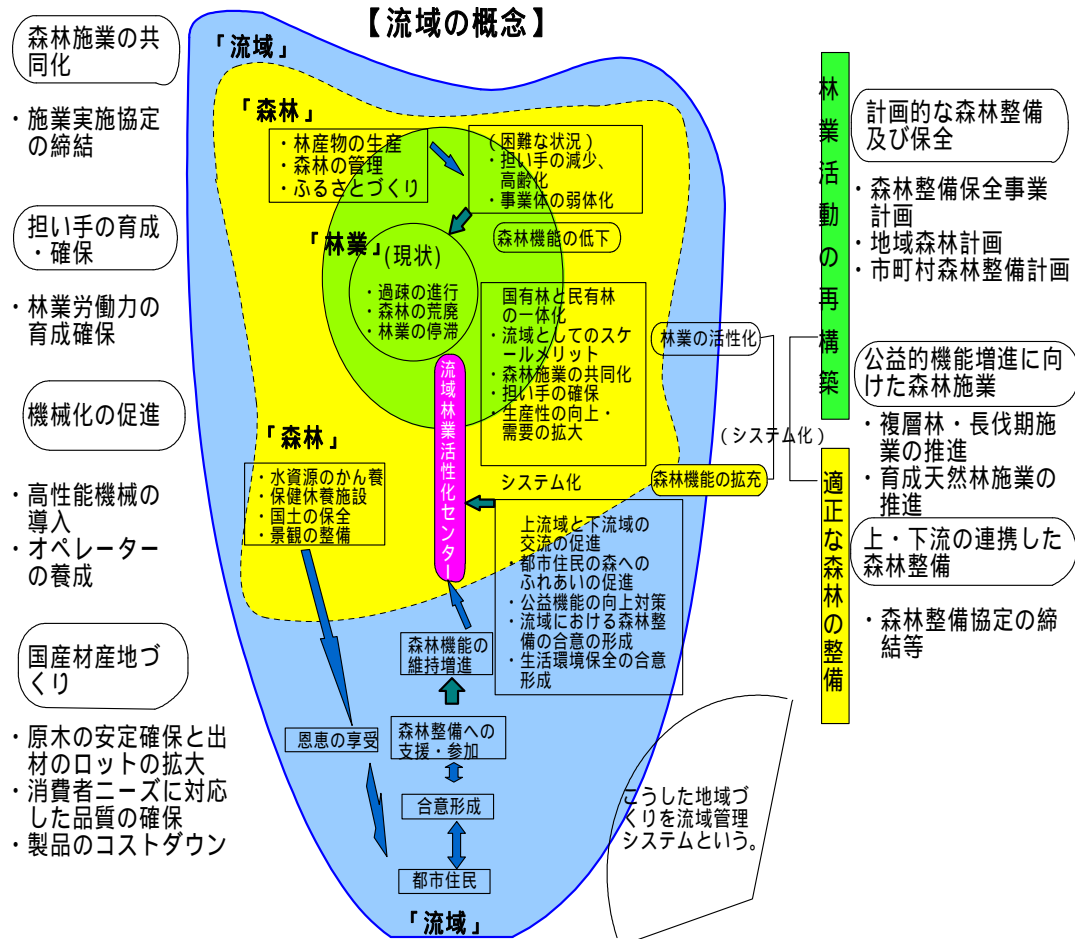 【流域の概念】
森林施業の共
同化
・施業実施協定
の締結
担い手の育成
・確保
・林業労働力の
育成確保
機械化の促進
・高性能機械の
導入
・オペレーター
の養成
国産材産地づ
くり
・原木の安定確保と出
材のロットの拡大
・消費者ニーズに対応
した品質の確保
・製品のコストダウン
「流域」
「森林」
・林産物の生産
・森林の管理
・ふるさとづくり
(困難な状況)
・担い手の減少、
高齢化
・事業体の弱体化
森林機能の低下
「林業」
(現状)
・過疎の進行
・森林の荒廃
・林業の停滞
国有林と民有林
の一体化
・流域としてのスケ
ールメリット
・森林施業の共同化
・担い手の確保
・生産性の向上・
需要の拡大
流域林業活性化センター
システム化
「森林」
・水資源のかん養
・保健休養施設
・国土の保全
・景観の整備
上流域と下流域の
交流の促進
・都市住民の森への
ふれあいの促進
・公益機能の向上対策
・流域における森林整
備の合意の形成
・生活環境保全の合意
形成
森林機能の
維持増進
森林整備への
支援・参加
恩恵の享受
合意形成
都市住民
「流域」
林業の活性化
(システム化)
森林機能の拡充
こうした地域づ
くりを流域管理
システムという。
林業活動の再構築
適正な森林の整備
計画的な森林整備
及び保全
・森林整備保全事業
計画
・地域森林計画
・市町村森林整備計画
公益的機能増進に向
けた森林施業
・複層林・長伐期施
業の推進
・育成天然林施業の
推進
上・下流の連携した
森林整備
・森林整備協定の締
結等